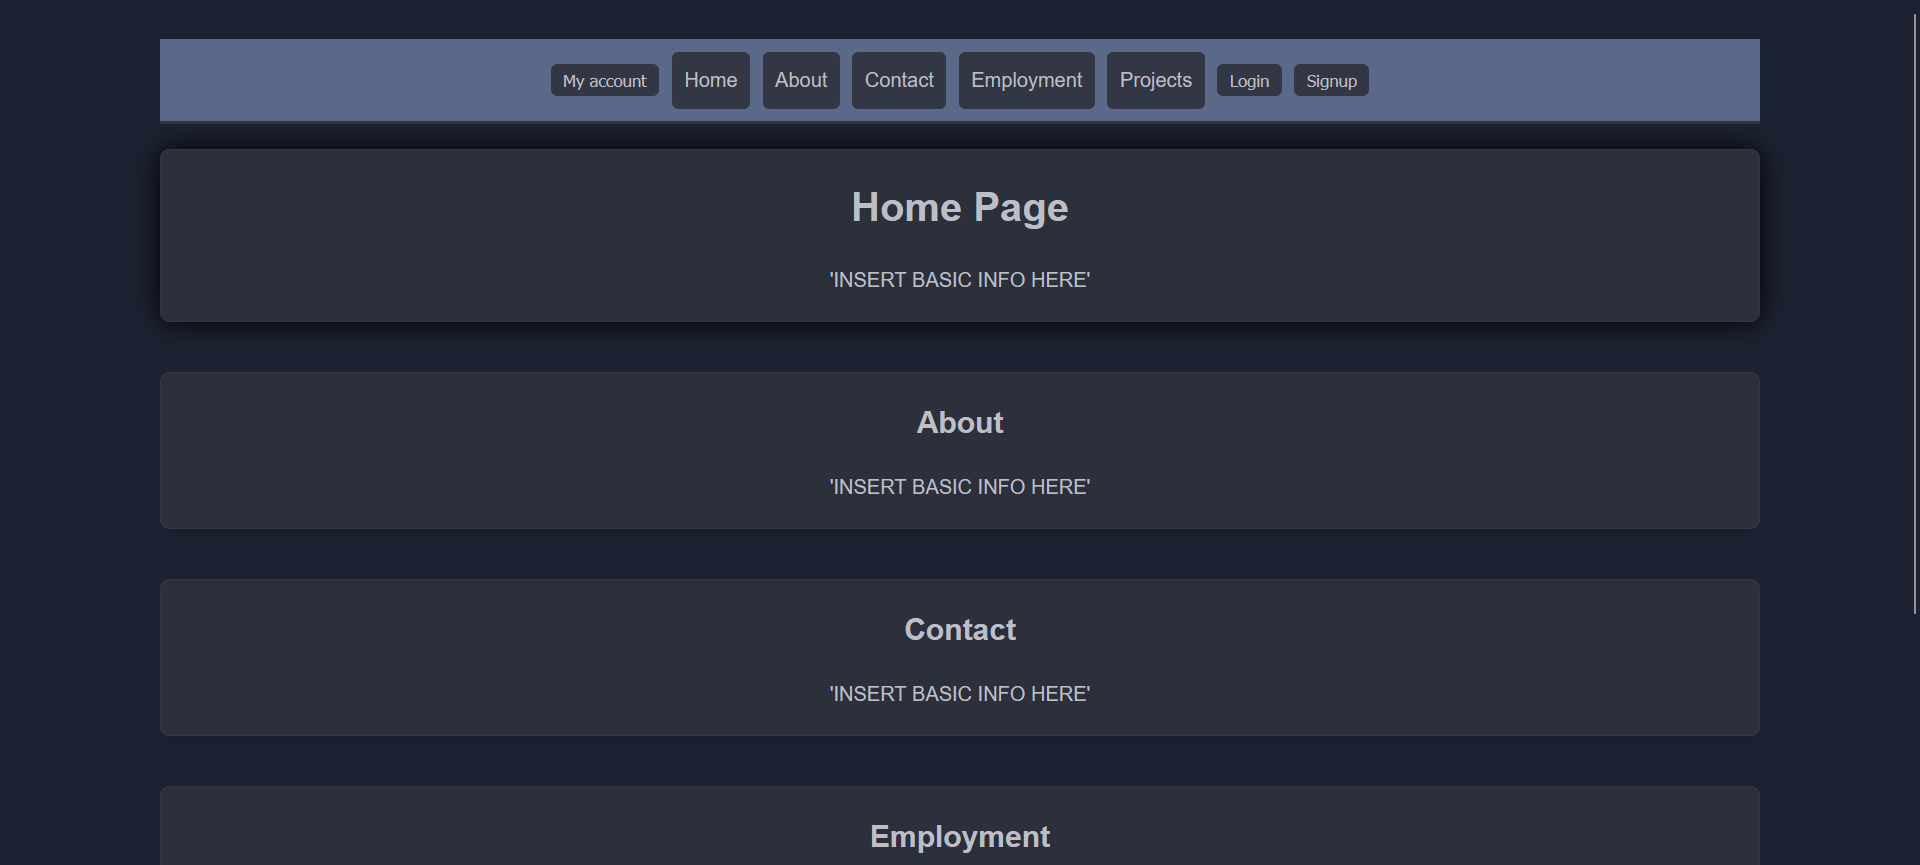 My account Home About Contact Employment Projects Login Signup
Home Page
'INSERT BASIC INFO HERE'
About
'INSERT BASIC INFO HERE'
Contact
'INSERT BASIC INFO HERE'
Employment